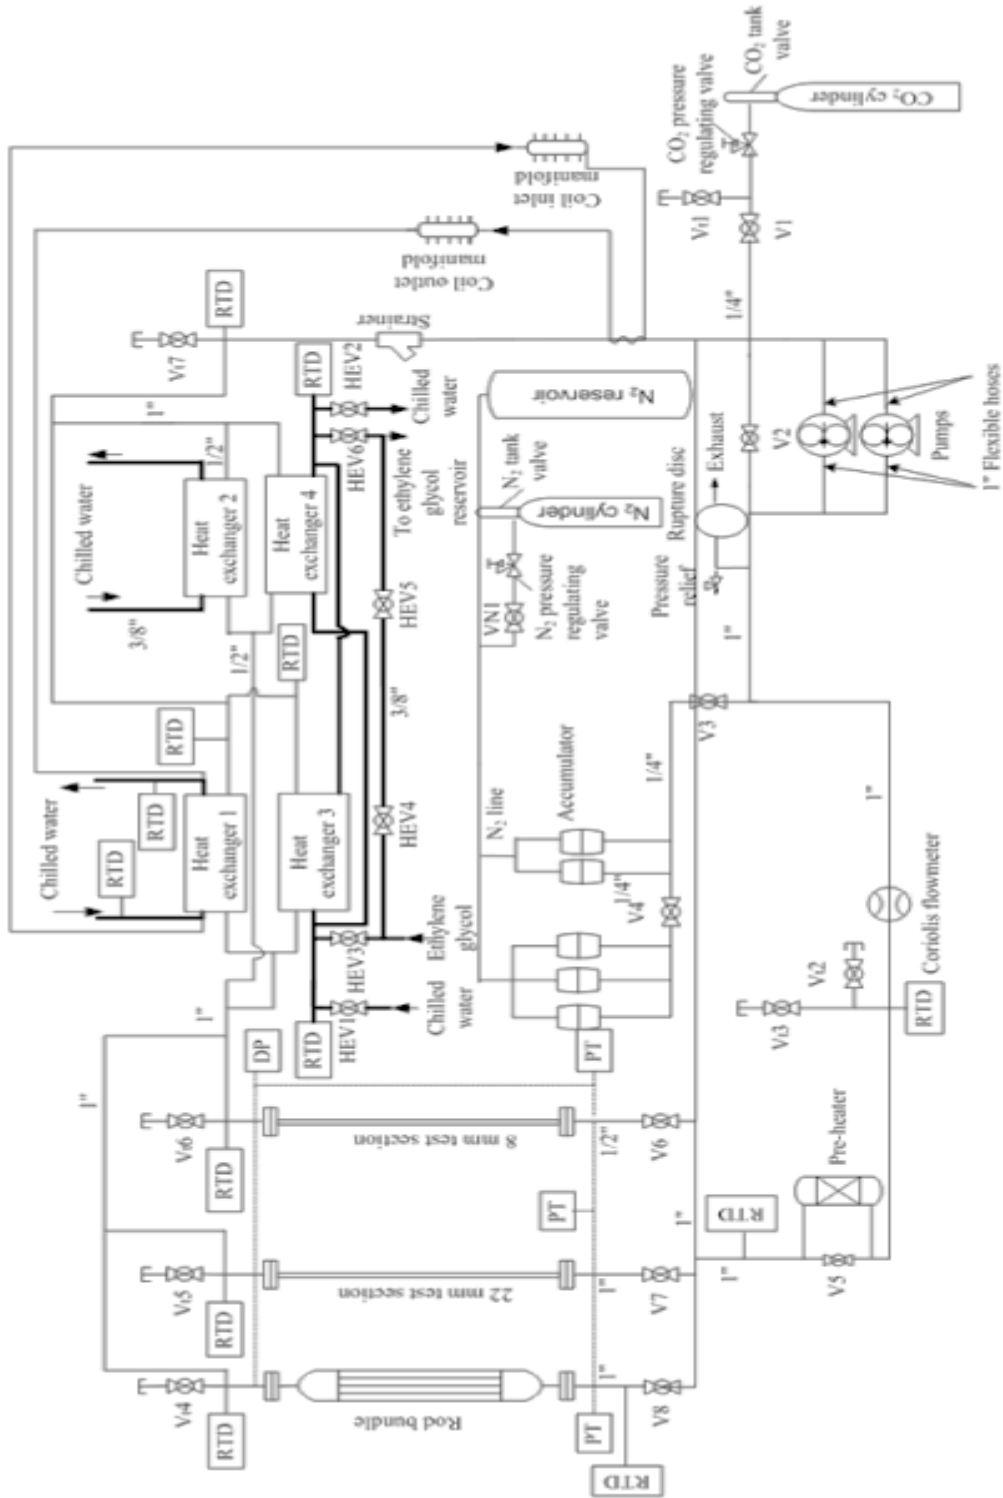 CO₂ tank
valve
CO₂ pressure
regulating valve
CO₂ cylinder
Vt1
V1
1/4"
Coil inlet
manifold
Coil outlet
manifold
Strainer
RTD
Vt7
1"
1/2"
RTD
HEV2
HEV6
Chilled
water
To ethylene
glycol
reservoir
Chilled water
3/8"
Heat
exchanger 2
Heat
exchanger 4
1/2"
RTD
RTD
HEV5
3/8"
HEV4
N₂ reservoir
N₂ tank
valve
N₂ cylinder
VN1
N₂ pressure
regulating
valve
Rupture disc
Exhaust
Pressure
relief
V2
Pumps
1" Flexible hoses
1"
V3
Chilled water
RTD
RTD
Heat
exchanger 1
Heat
exchanger 3
HEV3
Ethylene
glycol
HEV1
Chilled
water
RTD
N₂ line
Accumulator
1/4"
1/4"
V4
1"
Coriolis flowmeter
Vt2
Vt3
RTD
1"
1"
DP
PT
Vt6
RTD
8 mm test section
1/2"
V6
PT
1"
RTD
Pre-heater
V5
1"
Vt5
RTD
22 mm test section
1"
V7
Vt4
RTD
Rod bundle
1"
V8
PT
RTD